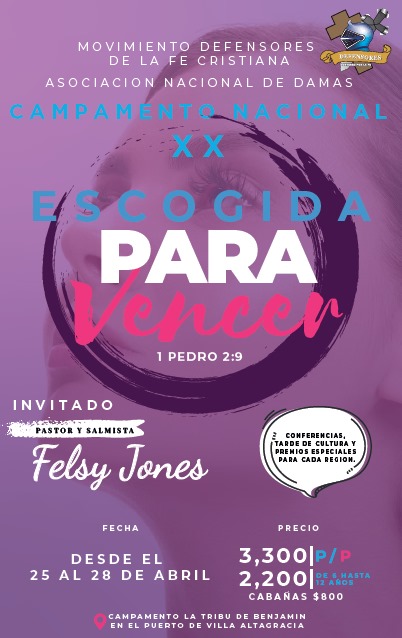 MOVIMIENTO DEFENSORES
DE LA FE CRISTIANA
DEFENSORES
ASOCIACION NACIONAL DE DAMAS
CAMPAMENTO NACIONAL
XX
ESCOGIDA
PARA
Vencer
1 PEDRO 2:9
INVITADO
PASTOR Y SALMISTA
Felsy Jones
CONFERENCIAS,
TARDE DE CULTURA Y
PREMIOS ESPECIALES
PARA CADA REGION.
FECHA
DESDE EL
25 AL 28 DE ABRIL
PRECIO
3,300 P/P
2,200 DE 6 HASTA
12 AÑOS
CABAÑAS $800
CAMPAMENTO LA TRIBU DE BENJAMIN
EN EL PUERTO DE VILLA ALTAGRACIA